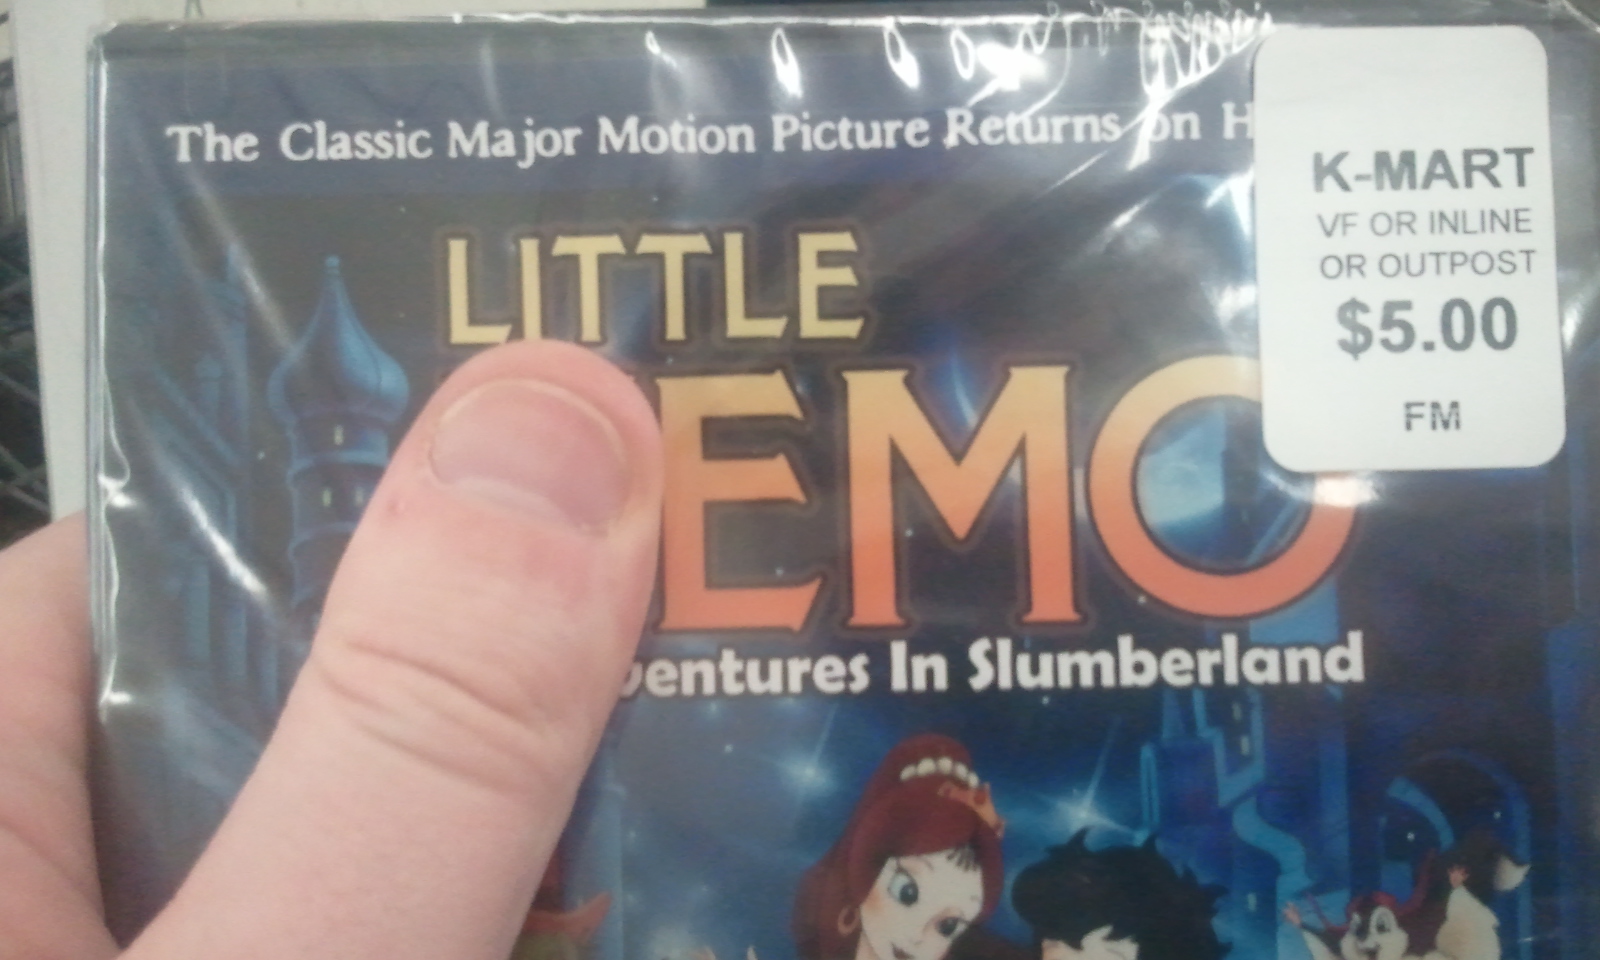 The Classic Major Motion Picture Returns on H
K-MART
VF OR INLINE
OR OUTPOST
$5.00
FM
LITTLE
EMO
ventures In Slumberland